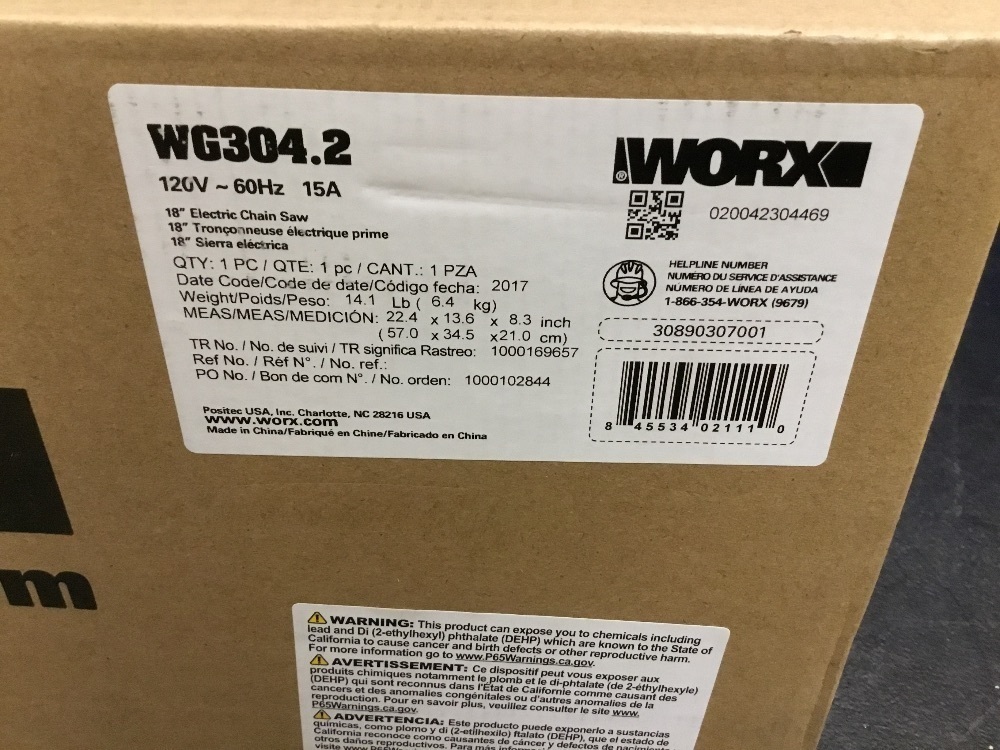 WG304.2
120V ~ 60Hz 15A
18" Electric Chain Saw
18" Tronçonneuse électrique prime
18" Sierra eléctrica
QTY: 1 PC / QTE: 1 pc / CANT.: 1 PZA
Date Code/Code de date/Código fecha: 2017
Weight/Poids/Peso: 14.1 Lb ( 6.4 kg)
MEAS/MEAS/MEDICIÓN: 22.4 x 13.6 x 8.3 inch
( 57.0 x 34.5 x21.0 cm)
TR No. / No. de suivi / TR significa Rastreo: 1000169657
Ref No. / Réf N°. / No. ref.:
PO No. / Bon de com N°. / No. orden: 1000102844
Positec USA, Inc. Charlotte, NC 28216 USA
www.worx.com
Made in China/Fabriqué en Chine/Fabricado en China
WORX®
020042304469
HELPLINE NUMBER
NUMÉRO DU SERVICE D'ASSISTANCE
NÚMERO DE LÍNEA DE AYUDA
1-866-354-WORX (9679)
30890307001
8 45534 02111 0
m
WARNING: This product can expose you to chemicals including
lead and Di (2-ethylhexyl) phthalate (DEHP) which are known to the State of
California to cause cancer and birth defects or other reproductive harm.
For more information go to www.P65Warnings.ca.gov.
AVERTISSEMENT: Ce dispositif peut vous exposer aux
produits chimiques notamment le plomb et le di-phtalate (de 2-éthylhexyle)
(DEHP) qui sont reconnus dans l'État de Californie comme causant des
cancers et des anomalies congénitales ou d'autres anomalies de la
reproduction. Pour en savoir plus, veuillez consulter le site www.
P65Warnings.ca.gov.
ADVERTENCIA: Este producto puede exponerlo a sustancias
químicas, como plomo y di (2-etilhexilo) ftalato (DEHP), que el estado de
California reconoce como causantes de cáncer y defectos de nacimiento
otros daños reproductivos. Para más
visite